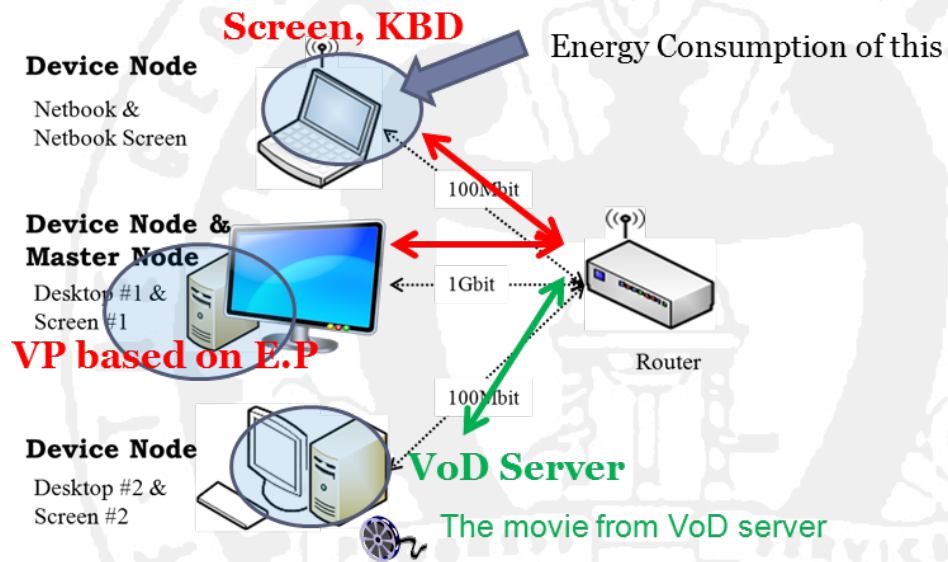 Screen, KBD
Energy Consumption of this
Device Node
Netbook &
Netbook Screen
100Mbit
Device Node &
Master Node
Desktop #1 &
Screen #1
1Gbit
VP based on E.P
Router
100Mbit
Device Node
Desktop #2 &
Screen #2
VoD Server
The movie from VoD server